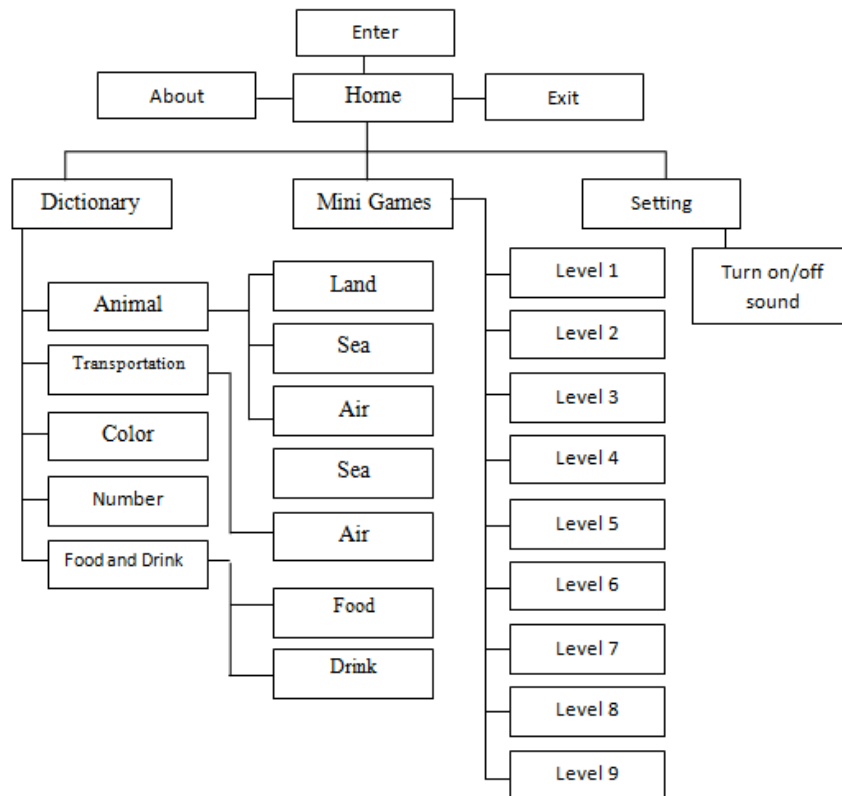 Enter
About
Home
Exit
Dictionary
Mini Games
Setting
Turn on/off
sound
Animal
Transportation
Color
Number
Food and Drink
Land
Sea
Air
Sea
Air
Food
Drink
Level 1
Level 2
Level 3
Level 4
Level 5
Level 6
Level 7
Level 8
Level 9